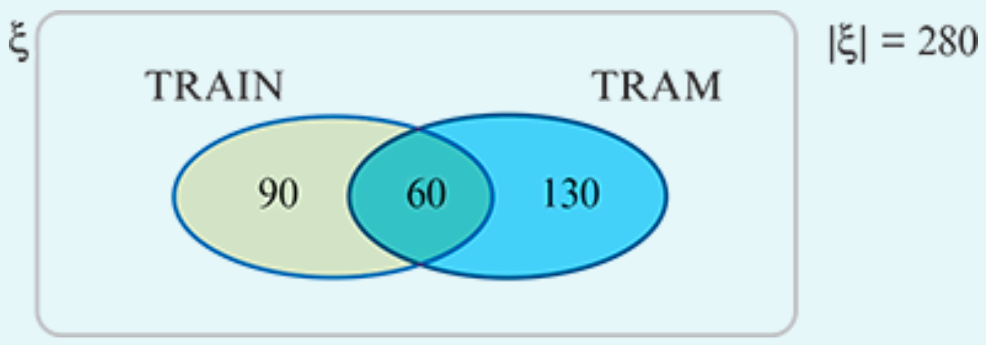 ξ
|ξ| = 280
TRAIN
TRAM
90
60
130